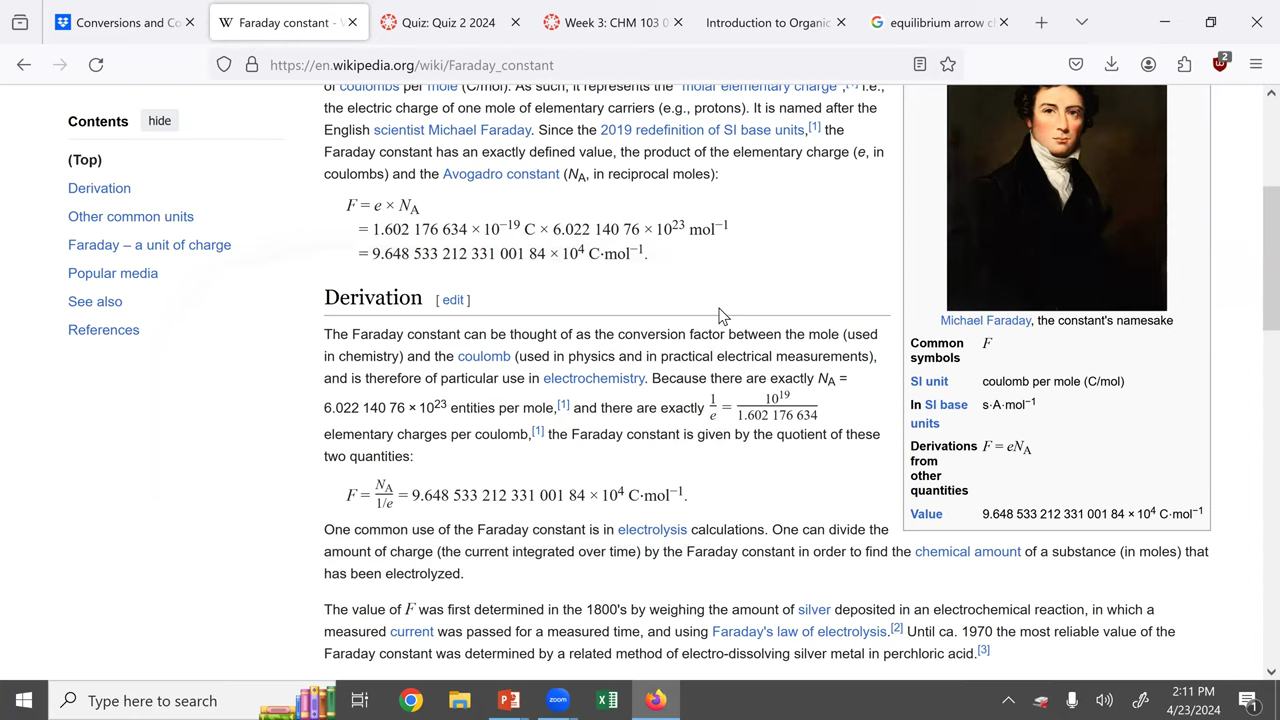 Conversions and Co
Faraday constant - 
Quiz: Quiz 2 2024
Week 3: CHM 103 0
Introduction to Organic
equilibrium arrow c
https://en.wikipedia.org/wiki/Faraday_constant
2
Contents hide
(Top)
Derivation
Other common units
Faraday – a unit of charge
Popular media
See also
References
of coulombs per mole (C/mol). As such, it represents the "molar elementary charge", i.e.,
the electric charge of one mole of elementary carriers (e.g., protons). It is named after the
English scientist Michael Faraday. Since the 2019 redefinition of SI base units,[1] the
Faraday constant has an exactly defined value, the product of the elementary charge (e, in
coulombs) and the Avogadro constant (NA, in reciprocal moles):
F = e × NA
= 1.602 176 634 × 10−19 C × 6.022 140 76 × 1023 mol−1
= 9.648 533 212 331 001 84 × 104 C·mol−1.
Derivation [ edit ]
The Faraday constant can be thought of as the conversion factor between the mole (used
in chemistry) and the coulomb (used in physics and in practical electrical measurements),
and is therefore of particular use in electrochemistry. Because there are exactly NA =
6.022 140 76 × 1023 entities per mole,[1] and there are exactly 1/e = 1019/1.602 176 634
elementary charges per coulomb,[1] the Faraday constant is given by the quotient of these
two quantities:
F = NA/1/e = 9.648 533 212 331 001 84 × 104 C·mol−1.
One common use of the Faraday constant is in electrolysis calculations. One can divide the
amount of charge (the current integrated over time) by the Faraday constant in order to find the chemical amount of a substance (in moles) that
has been electrolyzed.
The value of F was first determined in the 1800's by weighing the amount of silver deposited in an electrochemical reaction, in which a
measured current was passed for a measured time, and using Faraday's law of electrolysis.[2] Until ca. 1970 the most reliable value of the
Faraday constant was determined by a related method of electro-dissolving silver metal in perchloric acid.[3]
Michael Faraday, the constant's namesake
Common symbols F
SI unit coulomb per mole (C/mol)
In SI base units s·A·mol−1
Derivations from other quantities F = eNA
Value 9.648 533 212 331 001 84 × 104 C·mol−1
Type here to search
zoom
2:11 PM
4/23/2024
1